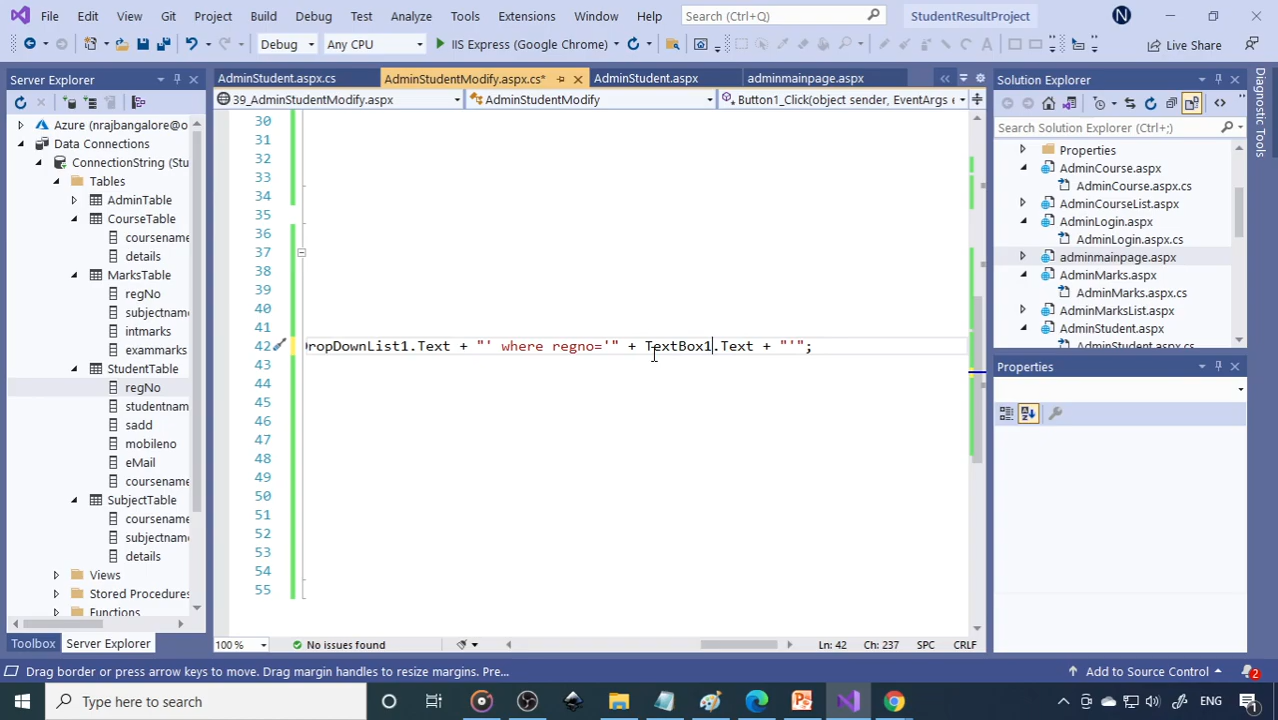 File Edit View Git Project Build Debug Test Analyze Tools Extensions Window Help Search (Ctrl+Q) StudentResultProject N
Debug Any CPU IIS Express (Google Chrome) Live Share
Server Explorer
AdminStudent.aspx.cs AdminStudentModify.aspx.cs* AdminStudent.aspx adminmainpage.aspx
Solution Explorer
39_AdminStudentModify.aspx AdminStudentModify Button1_Click(object sender, EventArgs e
Azure (nrajbangalore@o
Data Connections
ConnectionString (Stu
Tables
AdminTable
CourseTable
coursename
details
MarksTable
regNo
subjectname
intmarks
exammarks
StudentTable
regNo
studentnam
sadd
mobileno
eMail
coursename
SubjectTable
coursename
subjectname
details
Views
Stored Procedures
Functions
Toolbox Server Explorer
30
31
32
33
34
35
36
37
38
39
40
41
42 DropDownList1.Text + "' where regno='" + TextBox1.Text + "'";
43
44
45
46
47
48
49
50
51
52
53
54
55
100 % No issues found Ln: 42 Ch: 237 SPC CRLF
Search Solution Explorer (Ctrl+;)
Properties
AdminCourse.aspx
AdminCourse.aspx.cs
AdminCourseList.aspx
AdminLogin.aspx
AdminLogin.aspx.cs
adminmainpage.aspx
AdminMarks.aspx
AdminMarks.aspx.cs
AdminMarksList.aspx
AdminStudent.aspx
Properties
Diagnostic Tools
Drag border or press arrow keys to move. Drag margin handles to resize margins. Pre... Add to Source Control 2
Type here to search ENG 1